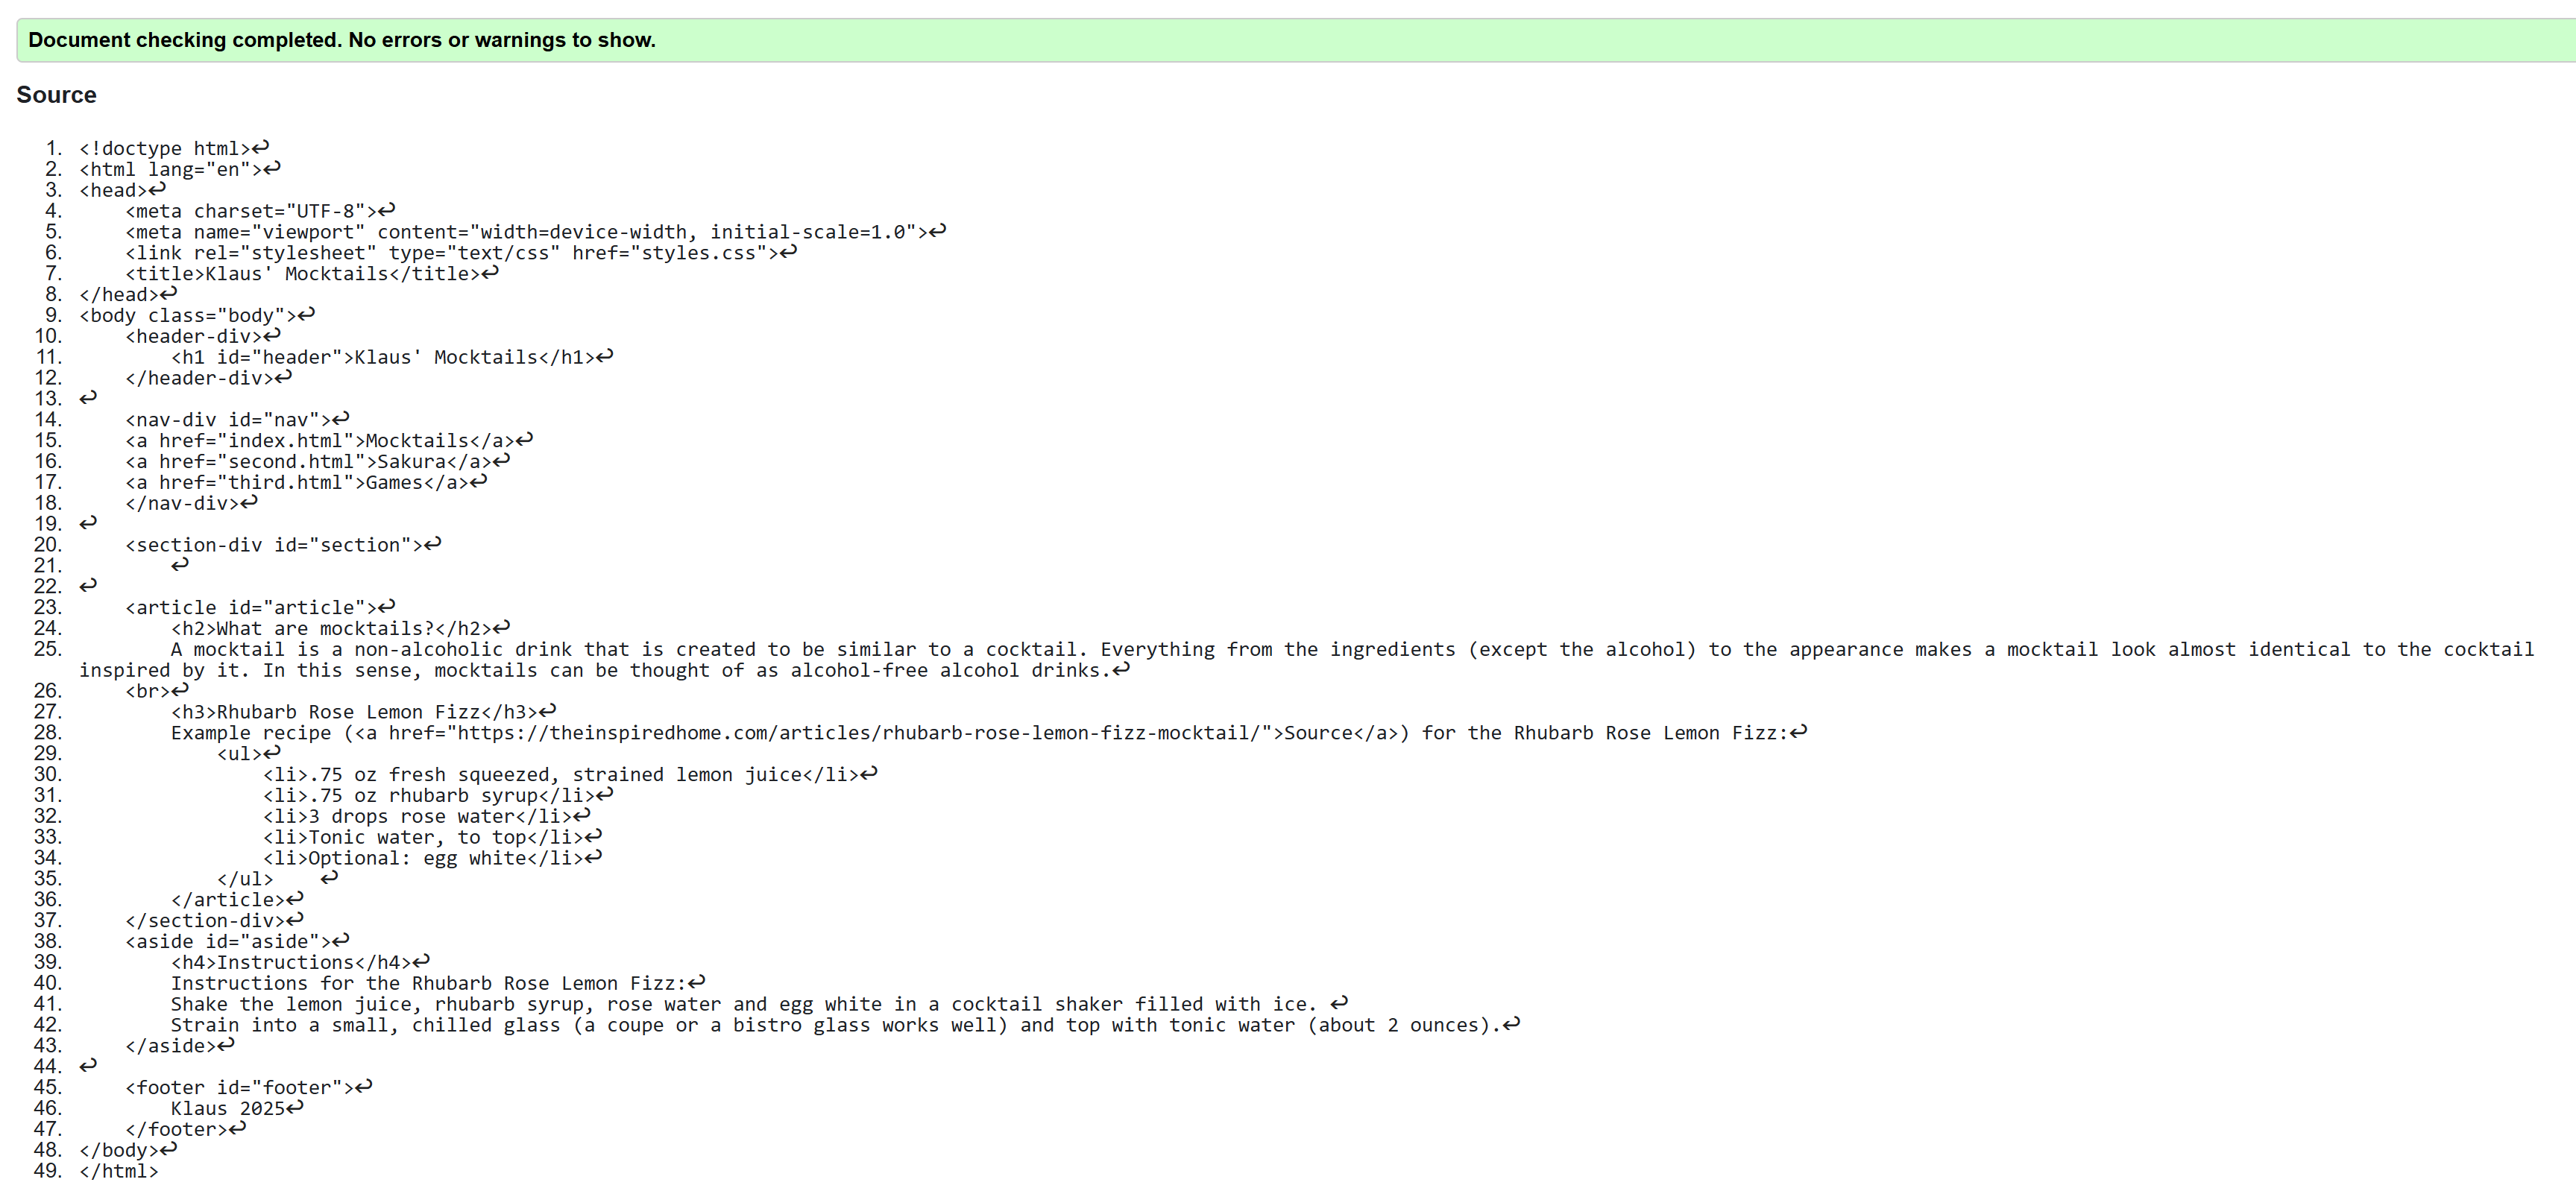 Document checking completed. No errors or warnings to show.
Source
1. <!doctype html>↩
2. <html lang="en">↩
3. <head>↩
4.     <meta charset="UTF-8">↩
5.     <meta name="viewport" content="width=device-width, initial-scale=1.0">↩
6.     <link rel="stylesheet" type="text/css" href="styles.css">↩
7.     <title>Klaus' Mocktails</title>↩
8. </head>↩
9. <body class="body">↩
10.     <header-div>↩
11.         <h1 id="header">Klaus' Mocktails</h1>↩
12.     </header-div>↩
13. ↩
14.     <nav-div id="nav">↩
15.     <a href="index.html">Mocktails</a>↩
16.     <a href="second.html">Sakura</a>↩
17.     <a href="third.html">Games</a>↩
18.     </nav-div>↩
19. ↩
20.     <section-div id="section">↩
21.         ↩
22. ↩
23.     <article id="article">↩
24.         <h2>What are mocktails?</h2>↩
25.         A mocktail is a non-alcoholic drink that is created to be similar to a cocktail. Everything from the ingredients (except the alcohol) to the appearance makes a mocktail look almost identical to the cocktail
inspired by it. In this sense, mocktails can be thought of as alcohol-free alcohol drinks.↩
26.     <br>↩
27.         <h3>Rhubarb Rose Lemon Fizz</h3>↩
28.         Example recipe (<a href="https://theinspiredhome.com/articles/rhubarb-rose-lemon-fizz-mocktail/">Source</a>) for the Rhubarb Rose Lemon Fizz:↩
29.             <ul>↩
30.                 <li>.75 oz fresh squeezed, strained lemon juice</li>↩
31.                 <li>.75 oz rhubarb syrup</li>↩
32.                 <li>3 drops rose water</li>↩
33.                 <li>Tonic water, to top</li>↩
34.                 <li>Optional: egg white</li>↩
35.             </ul>    ↩
36.         </article>↩
37.     </section-div>↩
38.     <aside id="aside">↩
39.         <h4>Instructions</h4>↩
40.         Instructions for the Rhubarb Rose Lemon Fizz:↩
41.         Shake the lemon juice, rhubarb syrup, rose water and egg white in a cocktail shaker filled with ice. ↩
42.         Strain into a small, chilled glass (a coupe or a bistro glass works well) and top with tonic water (about 2 ounces).↩
43.     </aside>↩
44. ↩
45.     <footer id="footer">↩
46.         Klaus 2025↩
47.     </footer>↩
48. </body>↩
49. </html>